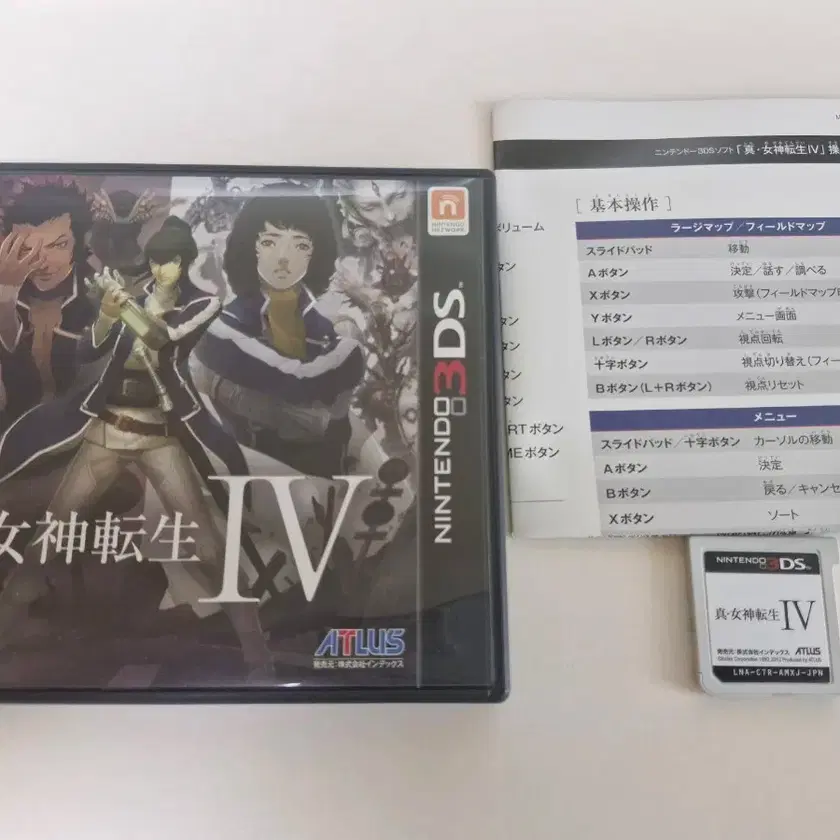 NINTENDO
NETWORK
NINTENDO3DS™
女神転生 IV
ATLUS
発売元:株式会社インデックス
ニンテンドー3DSソフト「真・女神転生IV」操
[ 基本操作 ]
ボリューム
ラージマップ/フィールドマップ
スライドパッド 移動
Aボタン 決定/話す/調べる
Xボタン 攻撃(フィールドマップ
Yボタン メニュー画面
Lボタン/Rボタン 視点回転
十字ボタン 視点切り替え(フィー
Bボタン(L+Rボタン) 視点リセット
タン
タン
タン
タン
RTボタン
MEボタン
メニュー
スライドパッド/十字ボタン カーソルの移動
Aボタン 決定
Bボタン 戻る/キャンセ
Xボタン ソート
NINTENDO3DS™
真・女神転生 IV
発売元:株式会社インデックス ATLUS
LNA-CTR-AMXJ-JPN